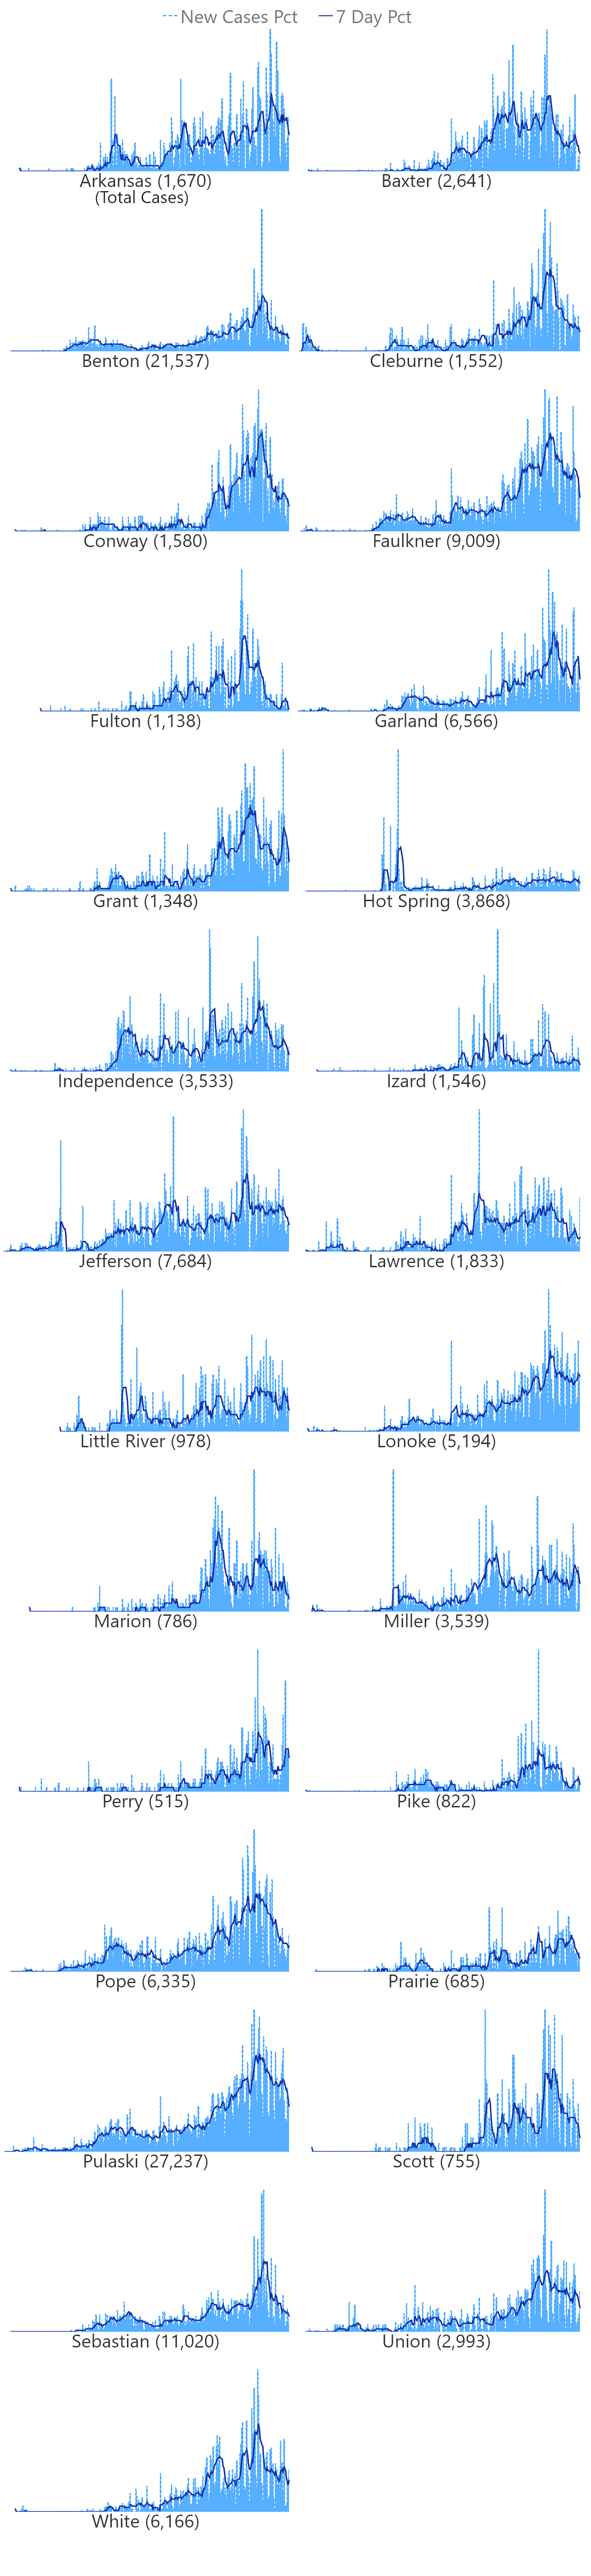 New Cases Pct 7 Day Pct
Arkansas (1,670) Baxter (2,641)
(Total Cases)
Benton (21,537) Cleburne (1,552)
Conway (1,580) Faulkner (9,009)
Fulton (1,138) Garland (6,566)
Grant (1,348) Hot Spring (3,868)
Independence (3,533) Izard (1,546)
Jefferson (7,684) Lawrence (1,833)
Little River (978) Lonoke (5,194)
Marion (786) Miller (3,539)
Perry (515) Pike (822)
Pope (6,335) Prairie (685)
Pulaski (27,237) Scott (755)
Sebastian (11,020) Union (2,993)
White (6,166)